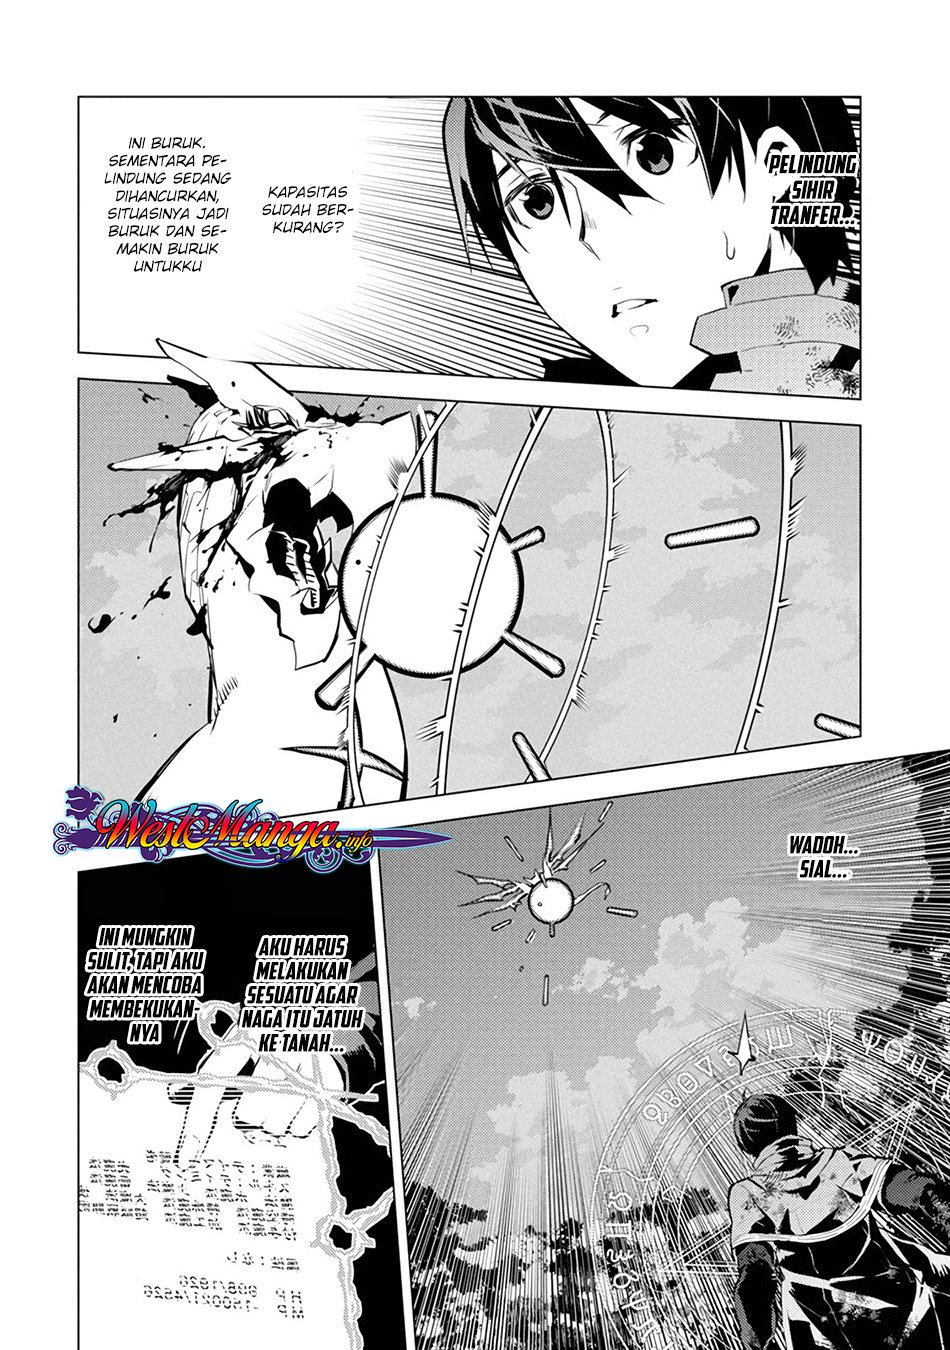 PELINDUNG
SIHIR
TRANFER...
KAPASITAS
SUDAH BER-
KURANG?
INI BURUK.
SEMENTARA PE-
LINDUNG SEDANG
DIHANCURKAN,
SITUASINYA JADI
BURUK DAN SE-
MAKIN BURUK
UNTUKKU
WADOH...
SIAL...
WestManga.info
AKU HARUS
MELAKUKAN
SESUATU AGAR
NAGA ITU JATUH
KE TANAH...
INI MUNGKIN
SULIT, TAPI AKU
AKAN MENCOBA
MEMBEKUKAN-
NYA